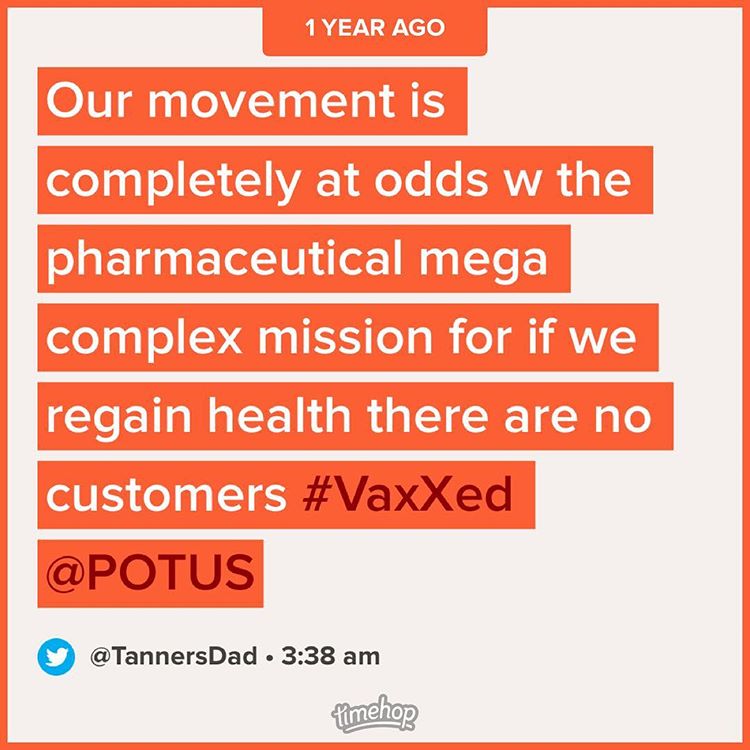 1 YEAR AGO
Our movement is
completely at odds w the
pharmaceutical mega
complex mission for if we
regain health there are no
customers #VaxXed
@POTUS
@TannersDad • 3:38 am
timehop